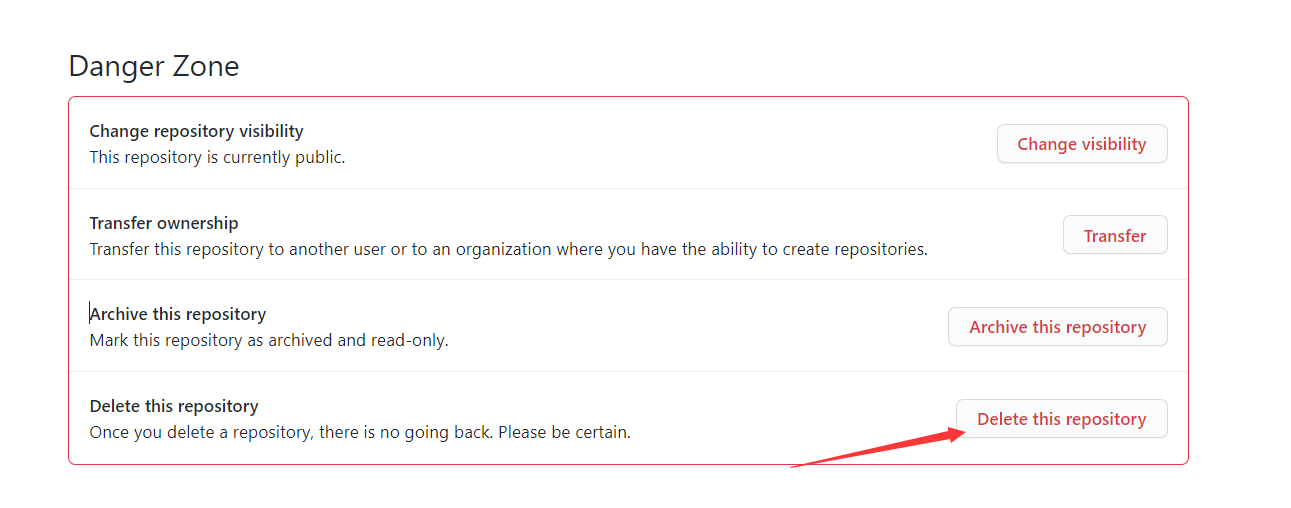 Danger Zone
Change repository visibility
This repository is currently public.
Change visibility
Transfer ownership
Transfer this repository to another user or to an organization where you have the ability to create repositories.
Transfer
Archive this repository
Mark this repository as archived and read-only.
Archive this repository
Delete this repository
Once you delete a repository, there is no going back. Please be certain.
Delete this repository